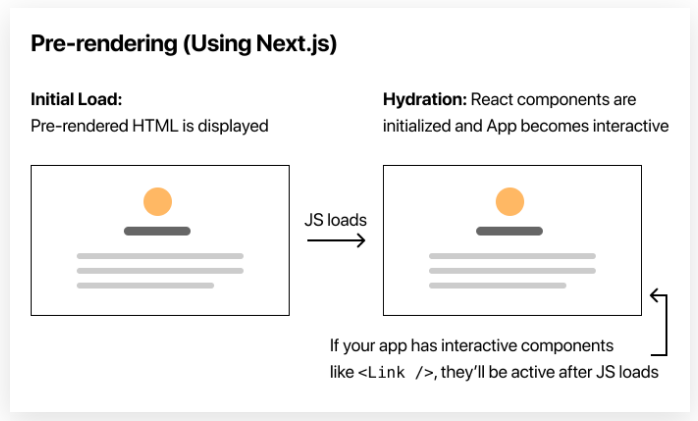 Pre-rendering (Using Next.js)
Initial Load:
Pre-rendered HTML is displayed
Hydration: React components are
initialized and App becomes interactive
JS loads
If your app has interactive components
like <Link />, they’ll be active after JS loads